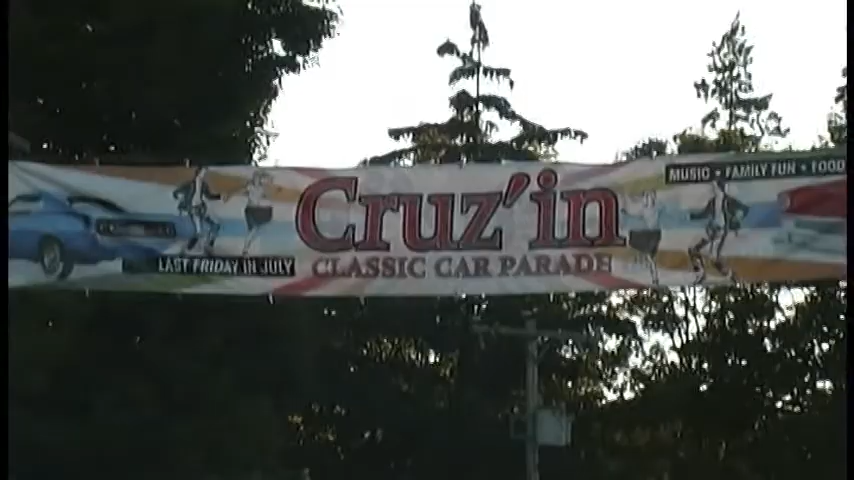 MUSIC • FAMILY FUN • FOOD
Cruz'in
LAST FRIDAY IN JULY
CLASSIC CAR PARADE